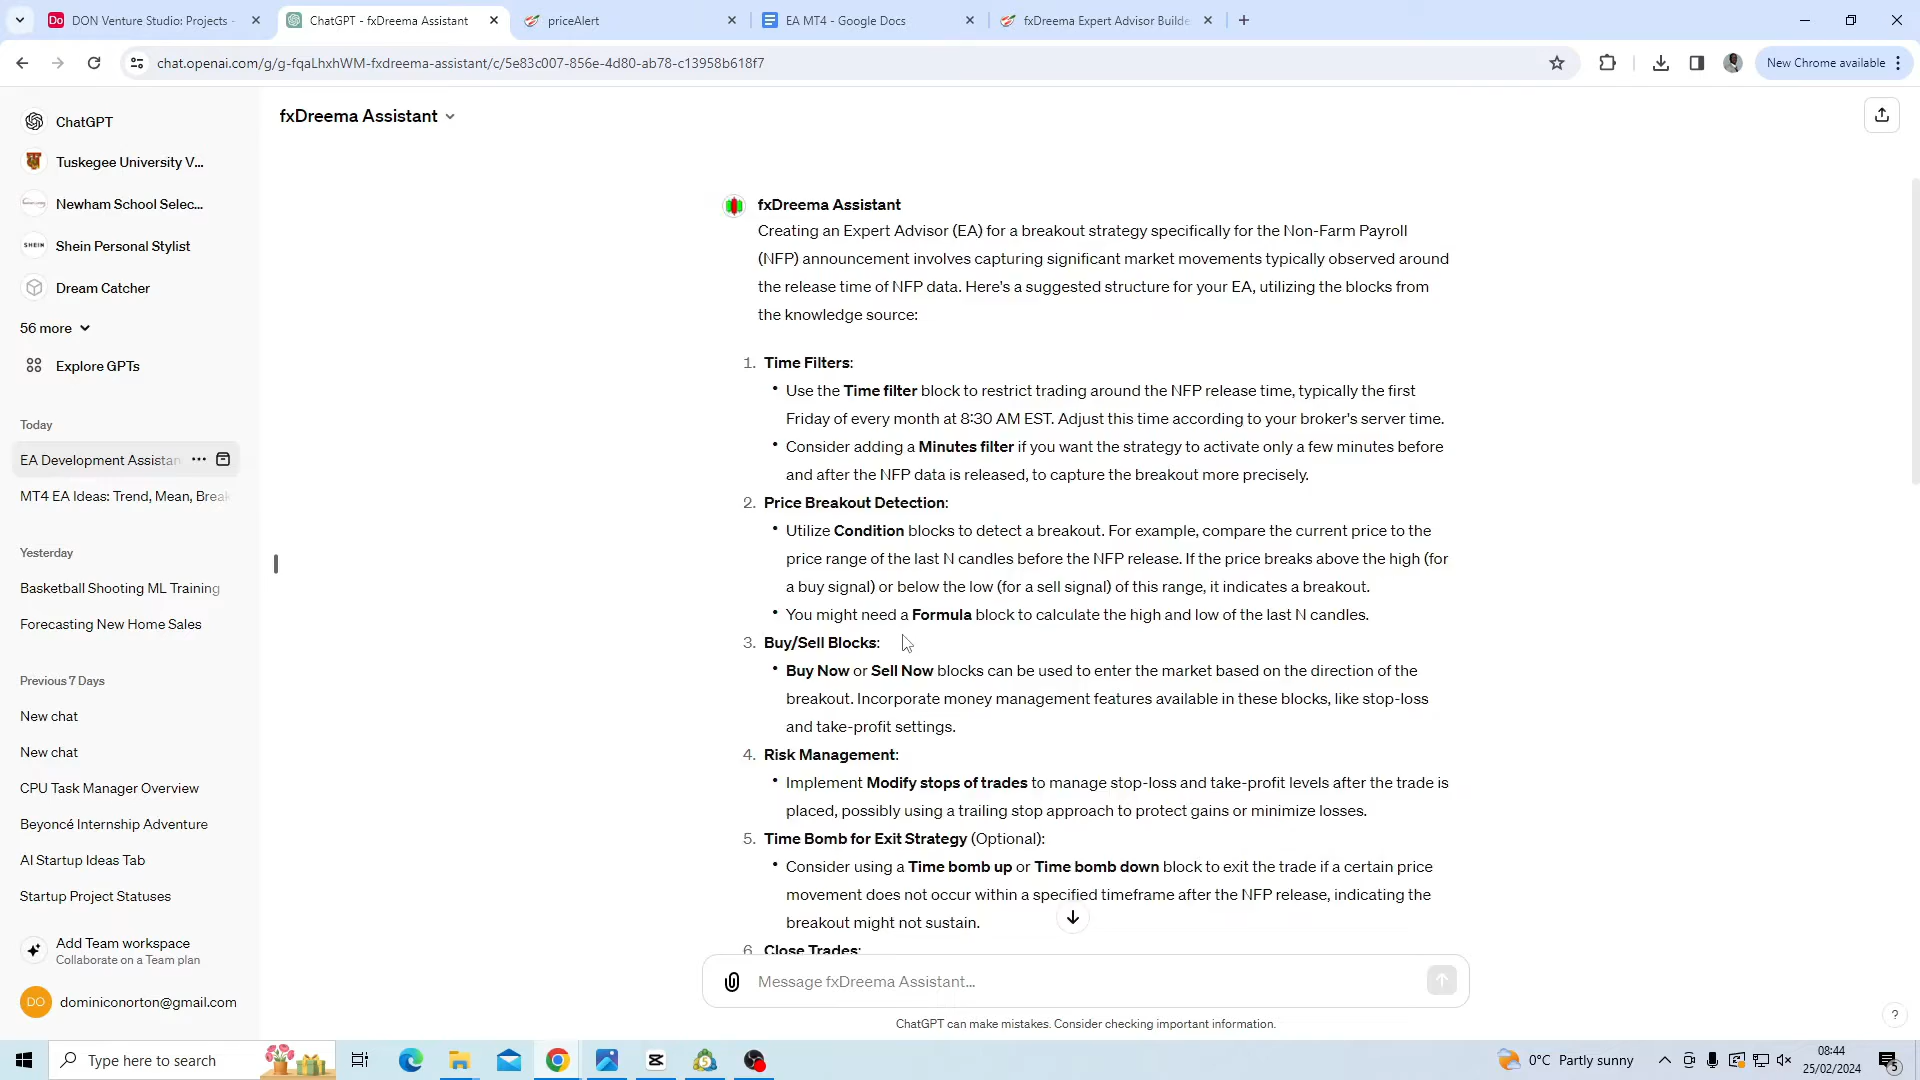 DON Venture Studio: Projects -
ChatGPT - fxDreema Assistant
priceAlert
EA MT4 - Google Docs
fxDreema Expert Advisor Builde
chat.openai.com/g/g-fqaLhxhWM-fxdreema-assistant/c/5e83c007-856e-4d80-ab78-c13958b618f7
New Chrome available
ChatGPT
Tuskegee University V...
Newham School Selec...
SHEIN
Shein Personal Stylist
Dream Catcher
56 more
Explore GPTs
Today
EA Development Assistan
MT4 EA Ideas: Trend, Mean, Break
Yesterday
Basketball Shooting ML Training
Forecasting New Home Sales
Previous 7 Days
New chat
New chat
CPU Task Manager Overview
Beyoncé Internship Adventure
AI Startup Ideas Tab
Startup Project Statuses
Add Team workspace
Collaborate on a Team plan
DO
dominiconorton@gmail.com
fxDreema Assistant
fxDreema Assistant
Creating an Expert Advisor (EA) for a breakout strategy specifically for the Non-Farm Payroll
(NFP) announcement involves capturing significant market movements typically observed around
the release time of NFP data. Here's a suggested structure for your EA, utilizing the blocks from
the knowledge source:
1. Time Filters:
• Use the Time filter block to restrict trading around the NFP release time, typically the first
Friday of every month at 8:30 AM EST. Adjust this time according to your broker's server time.
• Consider adding a Minutes filter if you want the strategy to activate only a few minutes before
and after the NFP data is released, to capture the breakout more precisely.
2. Price Breakout Detection:
• Utilize Condition blocks to detect a breakout. For example, compare the current price to the
price range of the last N candles before the NFP release. If the price breaks above the high (for
a buy signal) or below the low (for a sell signal) of this range, it indicates a breakout.
• You might need a Formula block to calculate the high and low of the last N candles.
3. Buy/Sell Blocks:
• Buy Now or Sell Now blocks can be used to enter the market based on the direction of the
breakout. Incorporate money management features available in these blocks, like stop-loss
and take-profit settings.
4. Risk Management:
• Implement Modify stops of trades to manage stop-loss and take-profit levels after the trade is
placed, possibly using a trailing stop approach to protect gains or minimize losses.
5. Time Bomb for Exit Strategy (Optional):
• Consider using a Time bomb up or Time bomb down block to exit the trade if a certain price
movement does not occur within a specified timeframe after the NFP release, indicating the
breakout might not sustain.
6. Close Trades:
Message fxDreema Assistant...
ChatGPT can make mistakes. Consider checking important information.
?
Type here to search
0°C Partly sunny
08:44
25/02/2024
5